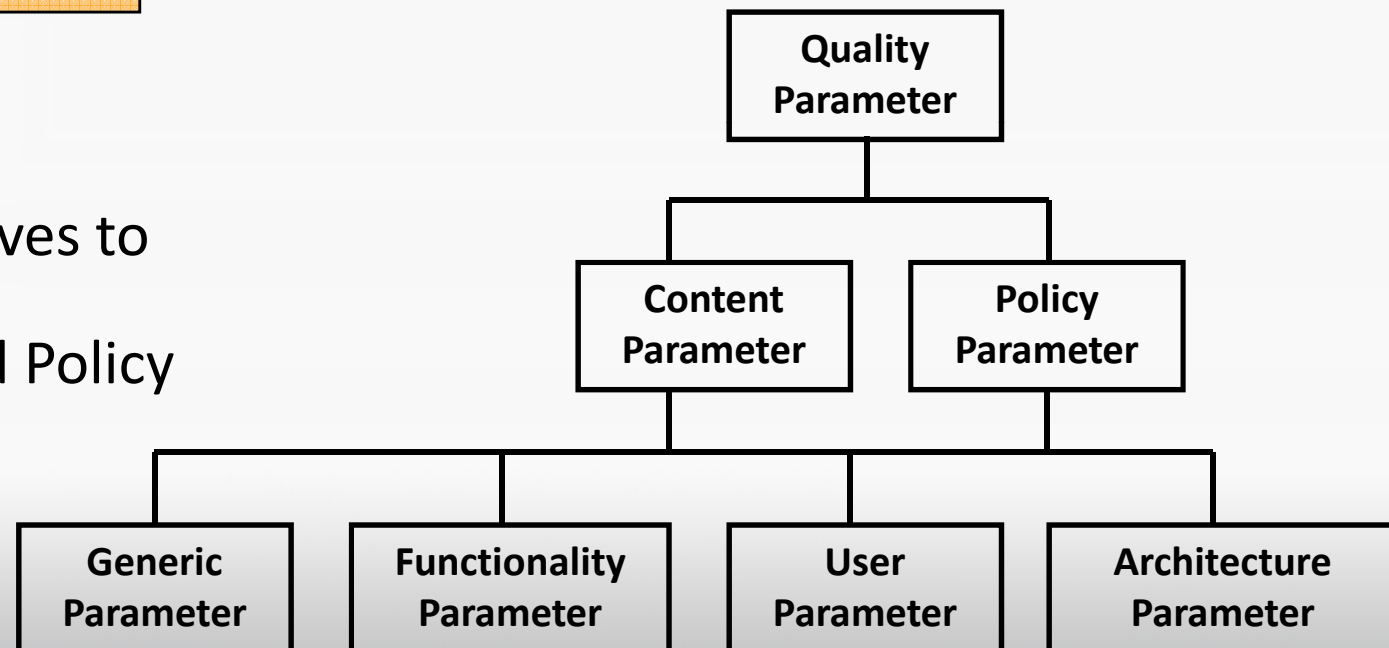 Quality
Parameter
ves to
Content
Parameter
Policy
Parameter
l Policy
Generic
Parameter
Functionality
Parameter
User
Parameter
Architecture
Parameter